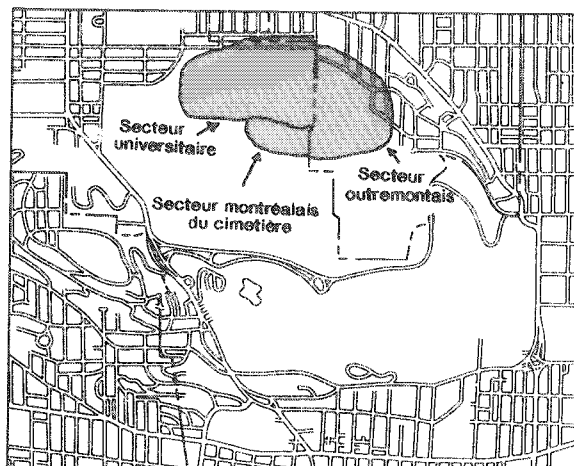 Secteur
universitaire
Secteur montréalais
du cimetière
Secteur
outremontais